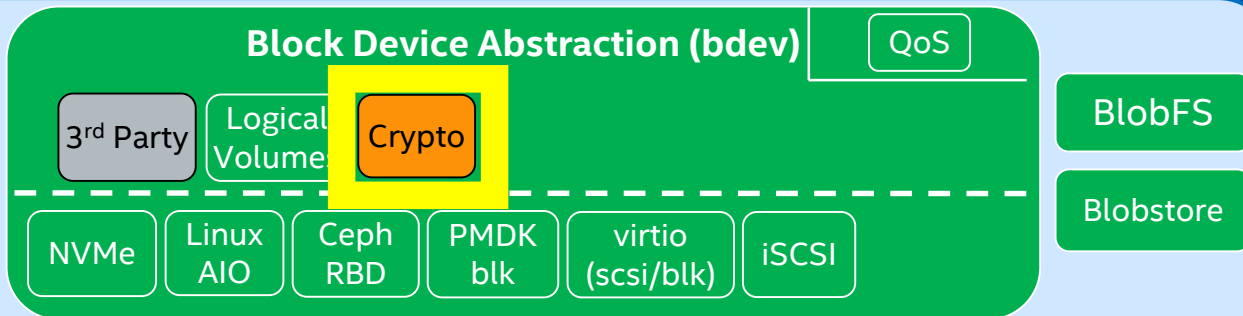 Block Device Abstraction (bdev)
QoS
3rd Party
Logical
Volume
Crypto
BlobFS
Blobstore
NVMe
Linux
AIO
Ceph
RBD
PMDK
blk
virtio
(scsi/blk)
iSCSI